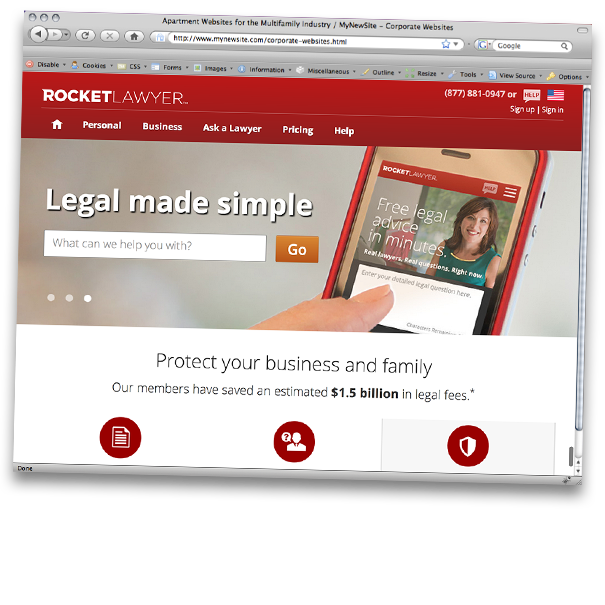 Apartment Websites for the Multifamily Industry / MyNewSite – Corporate Websites
http://www.mynewsite.com/corporate-websites.html
Google
Disable Cookies CSS Forms Images Information Miscellaneous Outline Resize Tools View Source Options
ROCKETLAWYER
(877) 881-0947 or HELP
Sign up | Sign in
Personal Business Ask a Lawyer Pricing Help
Legal made simple
What can we help you with?
Go
ROCKETLAWYER
HELP
Free legal
advice
in minutes.
Real lawyers. Real questions. Right now.
Enter your detailed legal question here.
Characters
Protect your business and family
Our members have saved an estimated $1.5 billion in legal fees.*
Done